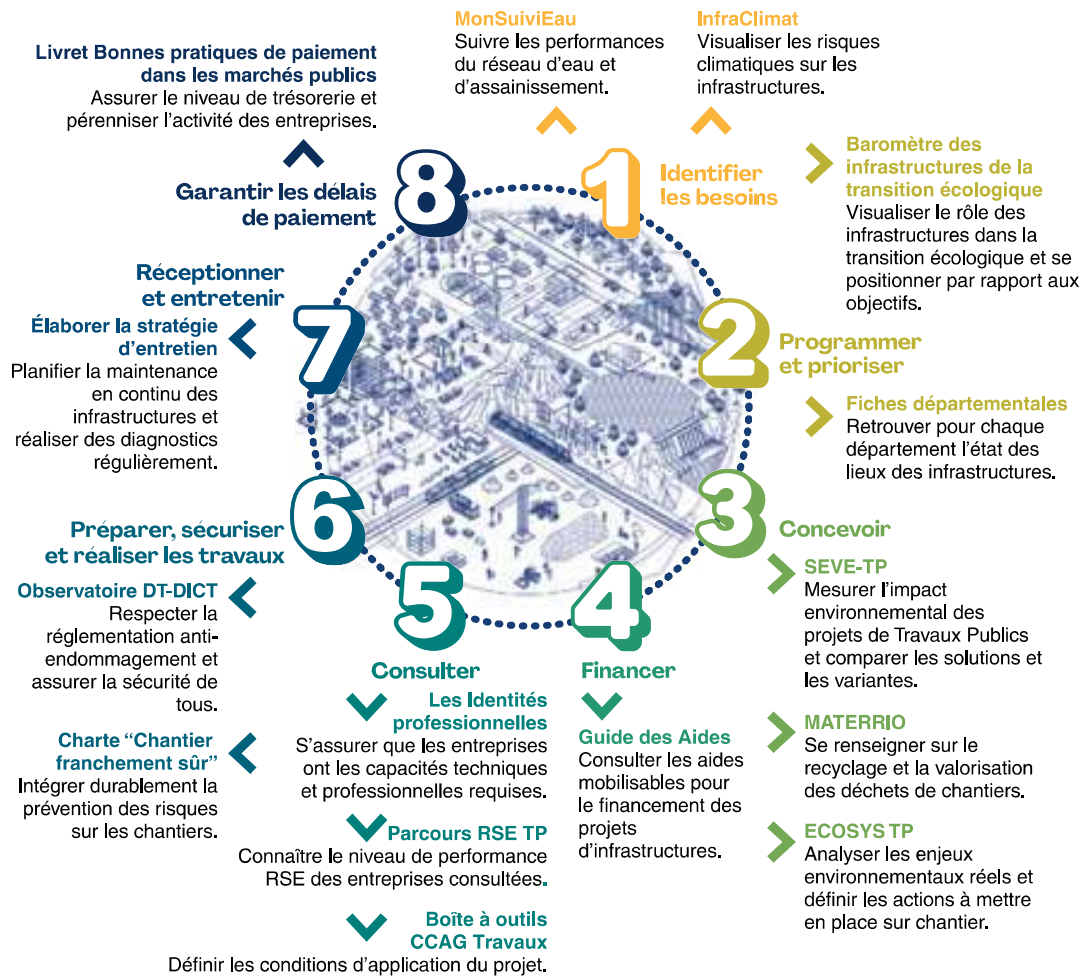 MonSuiviEau
Suivre les performances
du réseau d'eau et
d'assainissement.
InfraClimat
Visualiser les risques
climatiques sur les
infrastructures.
1
Identifier
les besoins
Baromètre des
infrastructures de la
transition écologique
Visualiser le rôle des
infrastructures dans la
transition écologique et se
positionner par rapport aux
objectifs.
2
Programmer
et prioriser
Fiches départementales
Retrouver pour chaque
département l'état des
lieux des infrastructures.
3
Concevoir
SEVE-TP
Mesurer l'impact
environnemental des
projets de Travaux Publics
et comparer les solutions et
les variantes.
MATERRIO
Se renseigner sur le
recyclage et la valorisation
des déchets de chantiers.
ECOSYS TP
Analyser les enjeux
environnementaux réels et
définir les actions à mettre
en place sur chantier.
4
Financer
Guide des Aides
Consulter les aides
mobilisables pour
le financement des
projets
d'infrastructures.
5
Consulter
Les Identités
professionnelles
S'assurer que les entreprises
ont les capacités techniques
et professionnelles requises.
Parcours RSE TP
Connaître le niveau de performance
RSE des entreprises consultées.
Boîte à outils
CCAG Travaux
Définir les conditions d'application du projet.
6
Préparer, sécuriser
et réaliser les travaux
Observatoire DT-DICT
Respecter la
réglementation anti-
endommagement et
assurer la sécurité de
tous.
Charte “Chantier
franchement sûr”
Intégrer durablement la
prévention des risques
sur les chantiers.
7
Réceptionner
et entretenir
Élaborer la stratégie
d'entretien
Planifier la maintenance
en continu des
infrastructures et
réaliser des diagnostics
régulièrement.
8
Garantir les délais
de paiement
Livret Bonnes pratiques de paiement
dans les marchés publics
Assurer le niveau de trésorerie et
pérenniser l'activité des entreprises.